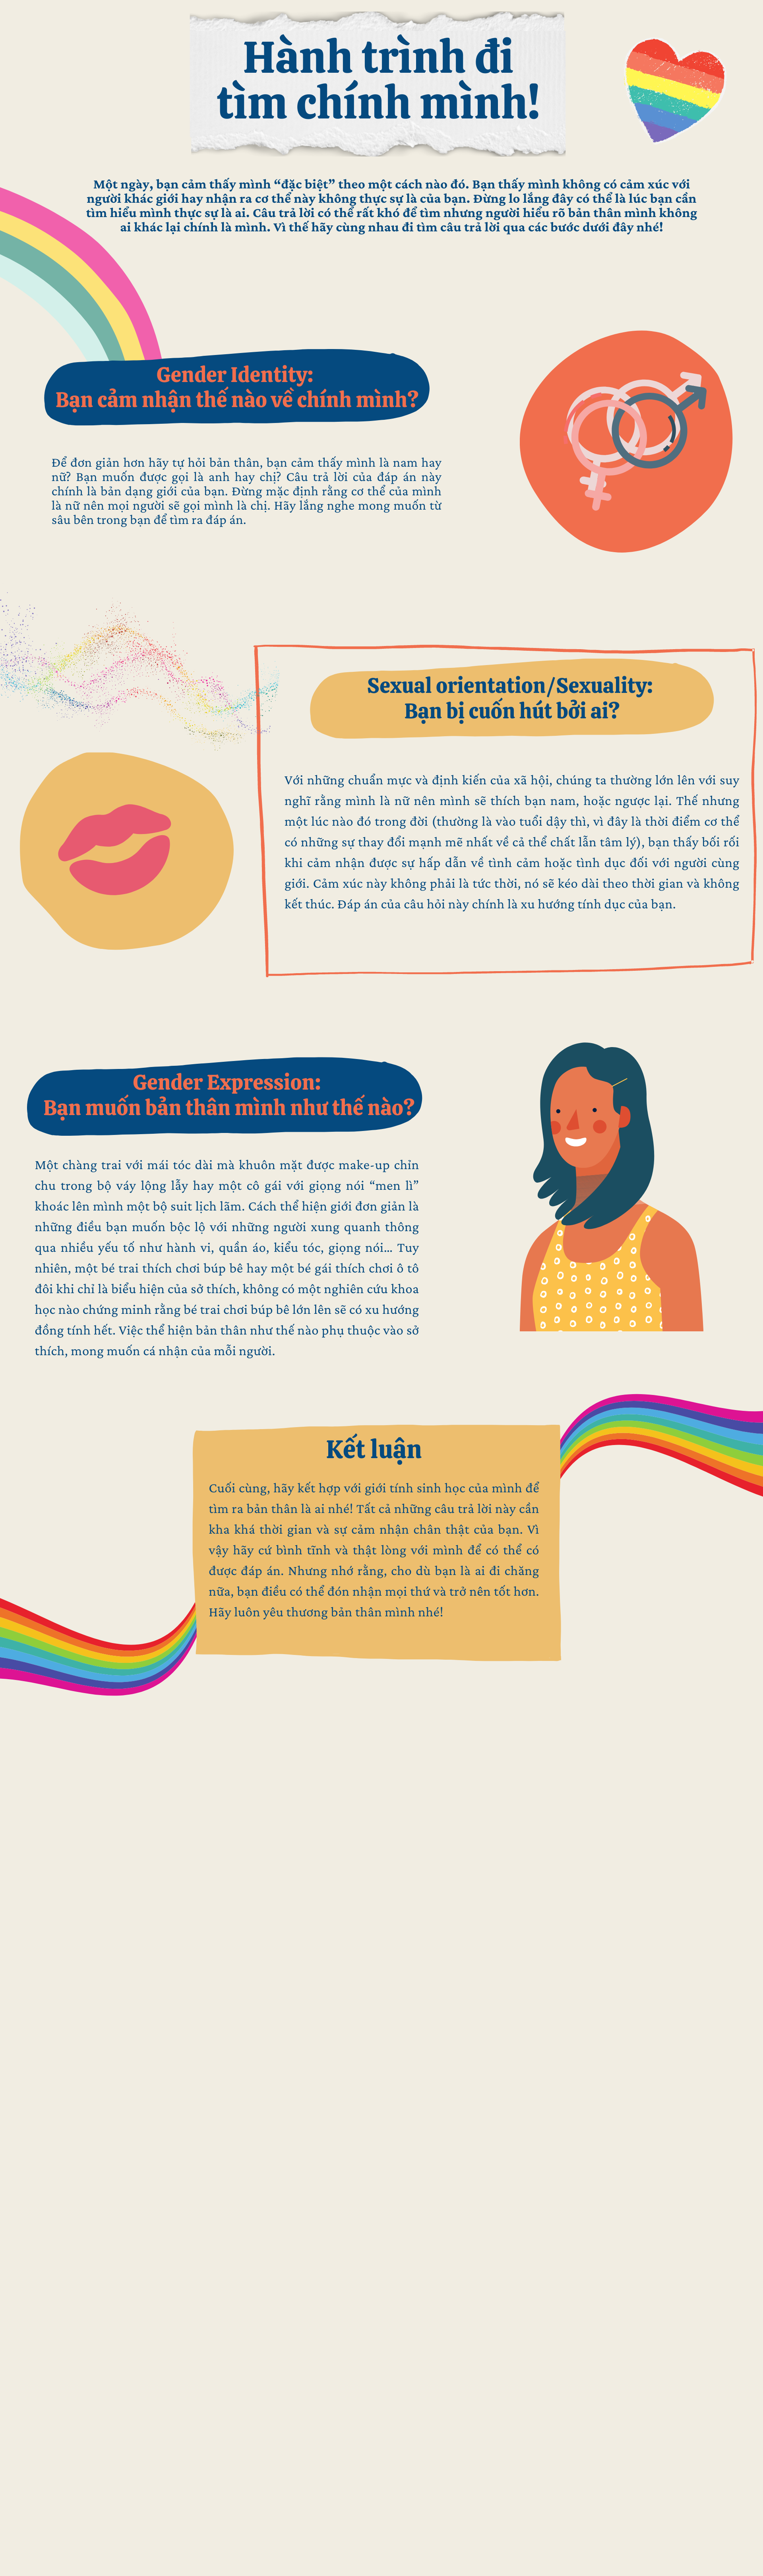 Hành trình đi
tìm chính mình!
Một ngày, bạn cảm thấy mình “đặc biệt” theo một cách nào đó. Bạn thấy mình không có cảm xúc với
người khác giới hay nhận ra cơ thể này không thực sự là của bạn. Đừng lo lắng đây có thể là lúc bạn cần
tìm hiểu mình thực sự là ai. Câu trả lời có thể rất khó để tìm nhưng người hiểu rõ bản thân mình không
ai khác lại chính là mình. Vì thế hãy cùng nhau đi tìm câu trả lời qua các bước dưới đây nhé!
Gender Identity:
Bạn cảm nhận thế nào về chính mình?
Để đơn giản hơn hãy tự hỏi bản thân, bạn cảm thấy mình là nam hay
nữ? Bạn muốn được gọi là anh hay chị? Câu trả lời của đáp án này
chính là bản dạng giới của bạn. Đừng mặc định rằng cơ thể của mình
là nữ nên mọi người sẽ gọi mình là chị. Hãy lắng nghe mong muốn từ
sâu bên trong bạn để tìm ra đáp án.
Sexual orientation/Sexuality:
Bạn bị cuốn hút bởi ai?
Với những chuẩn mực và định kiến của xã hội, chúng ta thường lớn lên với suy
nghĩ rằng mình là nữ nên mình sẽ thích bạn nam, hoặc ngược lại. Thế nhưng
một lúc nào đó trong đời (thường là vào tuổi dậy thì, vì đây là thời điểm cơ thể
có những sự thay đổi mạnh mẽ nhất về cả thể chất lẫn tâm lý), bạn thấy bối rối
khi cảm nhận được sự hấp dẫn về tình cảm hoặc tình dục đối với người cùng
giới. Cảm xúc này không phải là tức thời, nó sẽ kéo dài theo thời gian và không
kết thúc. Đáp án của câu hỏi này chính là xu hướng tính dục của bạn.
Gender Expression:
Bạn muốn bản thân mình như thế nào?
Một chàng trai với mái tóc dài mà khuôn mặt được make-up chỉn
chu trong bộ váy lộng lẫy hay một cô gái với giọng nói “men lì”
khoác lên mình một bộ suit lịch lãm. Cách thể hiện giới đơn giản là
những điều bạn muốn bộc lộ với những người xung quanh thông
qua nhiều yếu tố như hành vi, quần áo, kiểu tóc, giọng nói... Tuy
nhiên, một bé trai thích chơi búp bê hay một bé gái thích chơi ô tô
đôi khi chỉ là biểu hiện của sở thích, không có một nghiên cứu khoa
học nào chứng minh rằng bé trai chơi búp bê lớn lên sẽ có xu hướng
đồng tính hết. Việc thể hiện bản thân như thế nào phụ thuộc vào sở
thích, mong muốn cá nhân của mỗi người.
Kết luận
Cuối cùng, hãy kết hợp với giới tính sinh học của mình để
tìm ra bản thân là ai nhé! Tất cả những câu trả lời này cần
kha khá thời gian và sự cảm nhận chân thật của bạn. Vì
vậy hãy cứ bình tĩnh và thật lòng với mình để có thể có
được đáp án. Nhưng nhớ rằng, cho dù bạn là ai đi chăng
nữa, bạn điều có thể đón nhận mọi thứ và trở nên tốt hơn.
Hãy luôn yêu thương bản thân mình nhé!